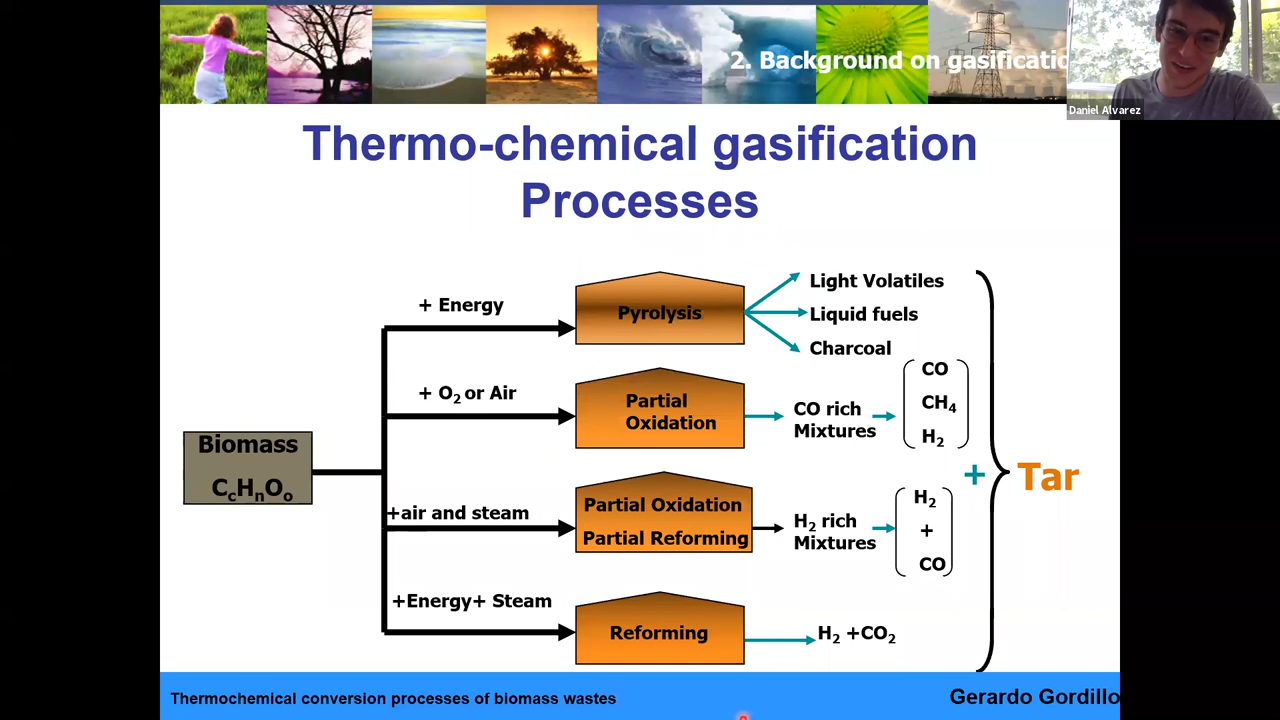 2. Background on gasificatio
Daniel Alvarez
Thermo-chemical gasification
Processes
+ Energy
Pyrolysis
Light Volatiles
Liquid fuels
Charcoal
+ O₂ or Air
Partial
Oxidation
CO rich
Mixtures
CO
CH₄
H₂
Biomass
CcHnOo
+air and steam
Partial Oxidation
Partial Reforming
H₂ rich
Mixtures
H₂
+
CO
+
Tar
+Energy+ Steam
Reforming
H₂ +CO₂
Thermochemical conversion processes of biomass wastes
Gerardo Gordillo